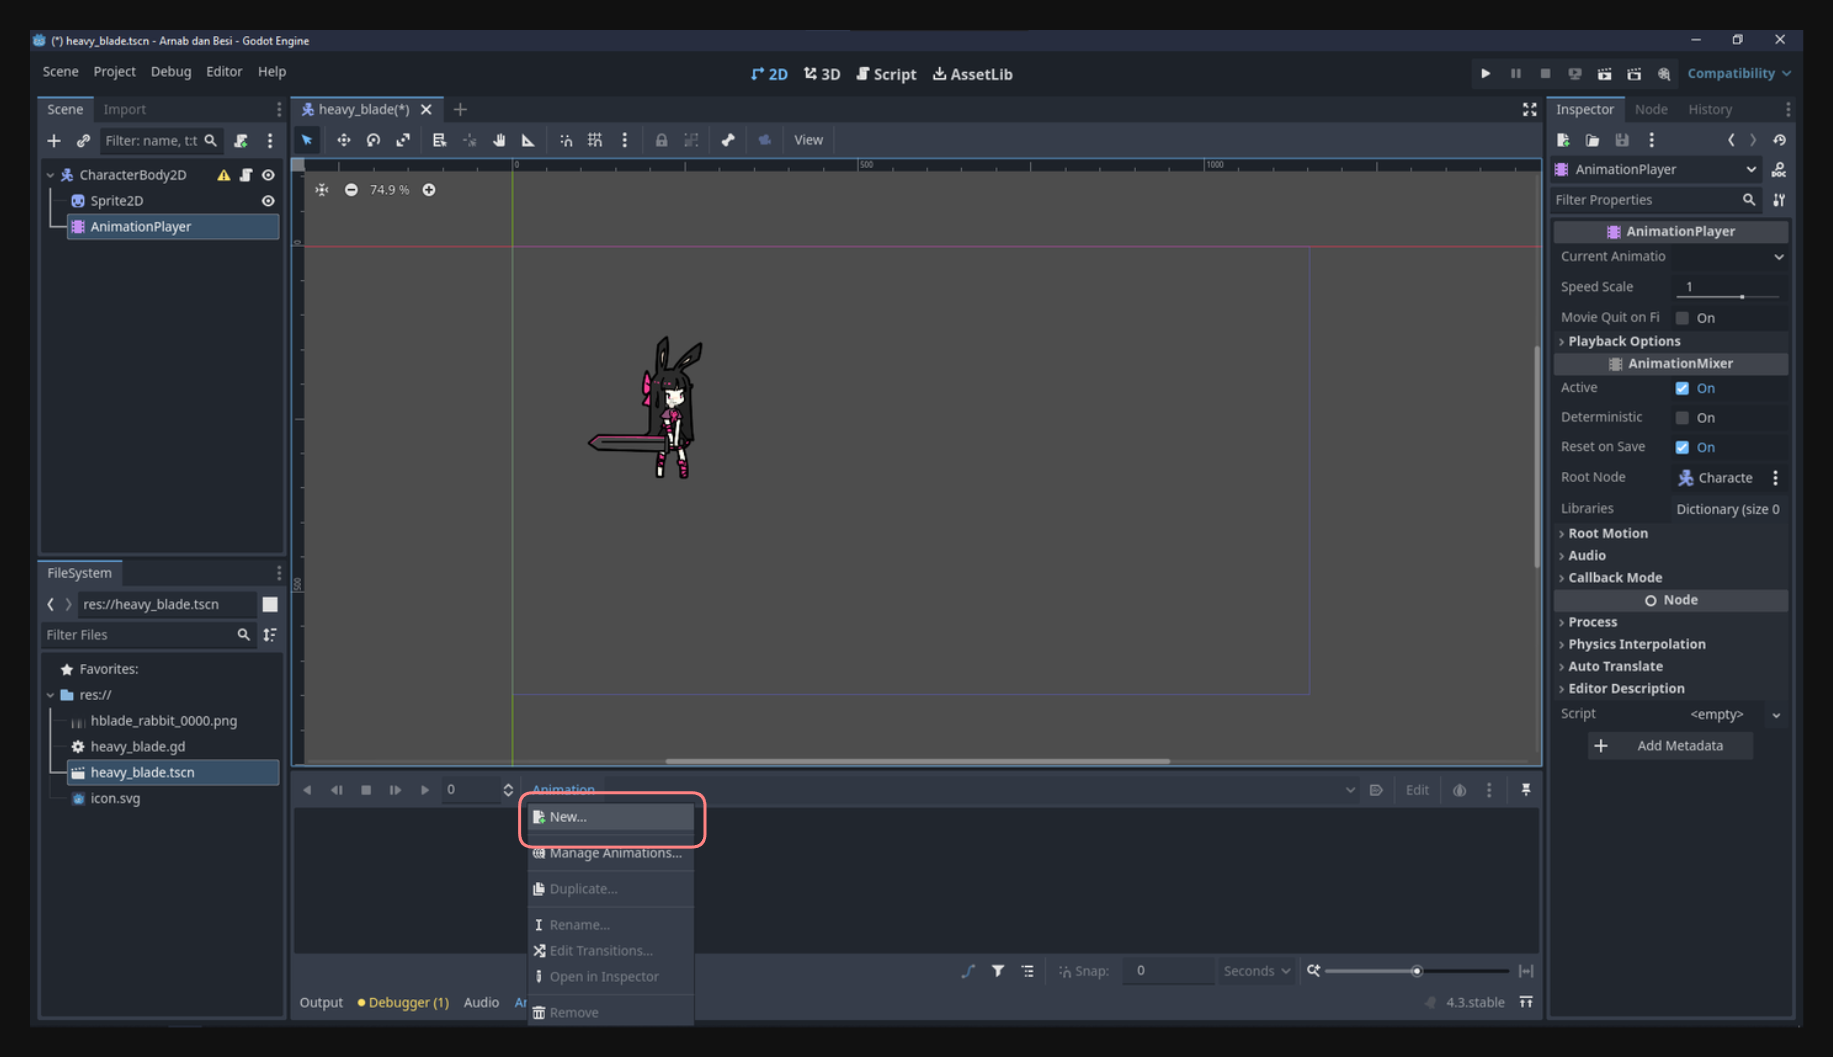 (*) heavy_blade.tscn - Arnab dan Besi - Godot Engine
Scene Project Debug Editor Help
2D 3D Script AssetLib
Compatibility
Scene Import
heavy_blade(*)
Inspector Node History
Filter: name, t:t
View
CharacterBody2D
Sprite2D
AnimationPlayer
0 500 1000
74.9 %
0
500
AnimationPlayer
Filter Properties
AnimationPlayer
Current Animatio
Speed Scale 1
Movie Quit on Fi On
Playback Options
AnimationMixer
Active On
Deterministic On
Reset on Save On
Root Node Characte
Libraries Dictionary (size 0
Root Motion
Audio
Callback Mode
Node
Process
Physics Interpolation
Auto Translate
Editor Description
Script <empty>
Add Metadata
FileSystem
res://heavy_blade.tscn
Filter Files
Favorites:
res://
hblade_rabbit_0000.png
heavy_blade.gd
heavy_blade.tscn
icon.svg
0 Animation Edit
New...
Manage Animations...
Duplicate...
Rename...
Edit Transitions...
Open in Inspector
Remove
Snap: 0 Seconds
Output Debugger (1) Audio
4.3.stable